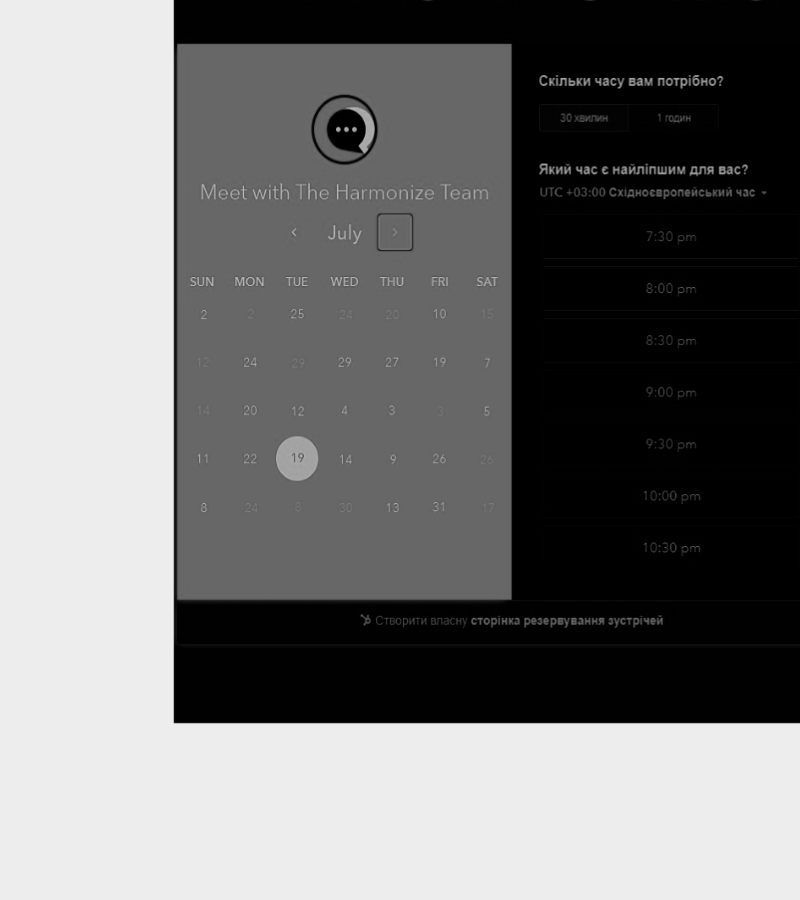 Meet with The Harmonize Team
July
SUN MON TUE WED THU FRI SAT
2 2 25 24 20 10 15
12 24 29 29 27 19 7
14 20 12 4 3 3 5
11 22 19 14 9 26 26
8 24 8 30 13 31 17
Скільки часу вам потрібно?
30 хвилин 1 годин
Який час є найліпшим для вас?
UTC +03:00 Східноєвропейський час
7:30 pm
8:00 pm
8:30 pm
9:00 pm
9:30 pm
10:00 pm
10:30 pm
Створити власну сторінка резервування зустрічей